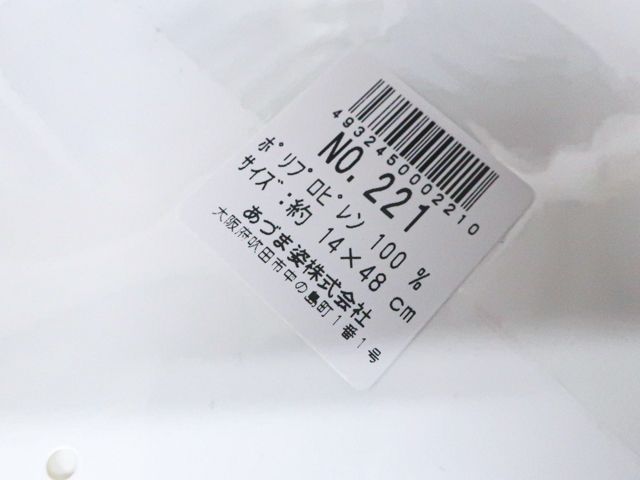 4932450002210
NO. 221
ポリプロピレン 100 %
サイズ:約 14×48 cm
あづま姿株式会社
大阪府吹田市中の島町1番1号